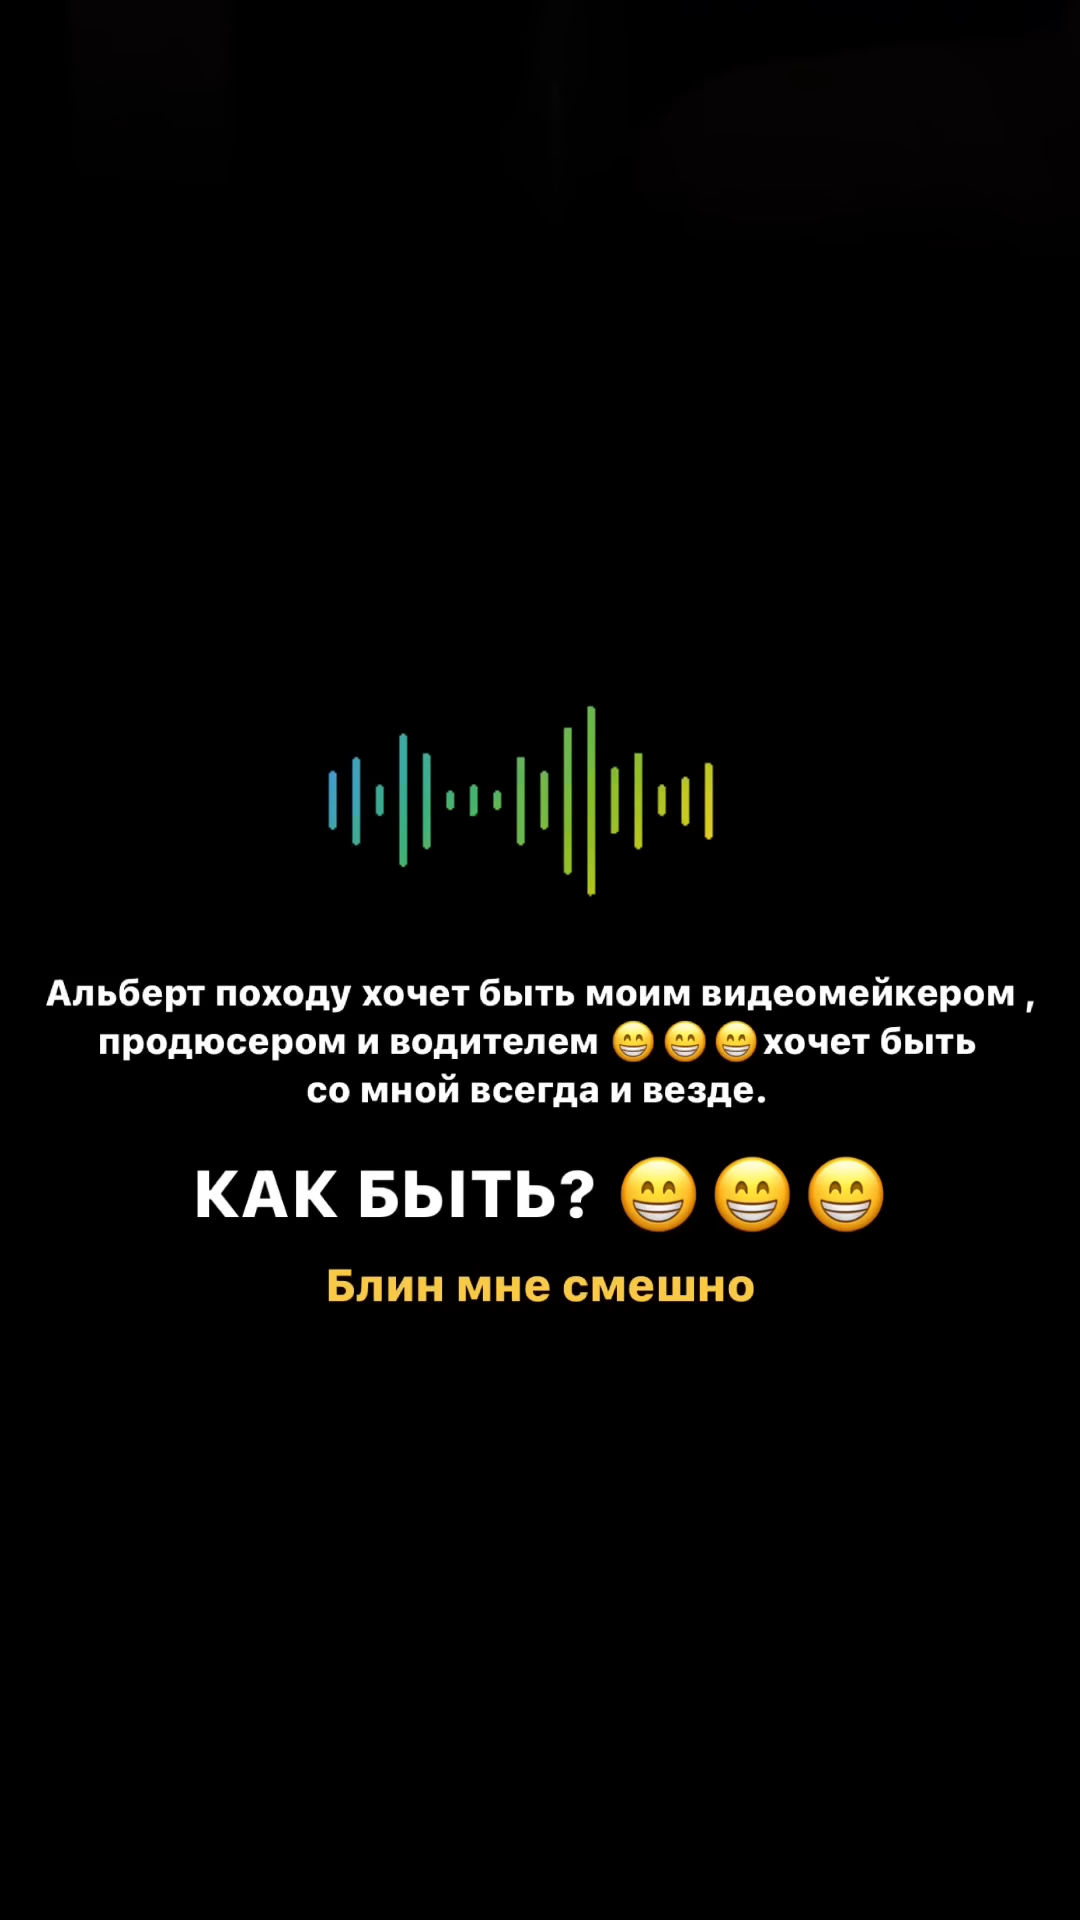 Альберт походу хочет быть моим видеомейкером ,
продюсером и водителем 😁😁😁хочет быть
со мной всегда и везде.
КАК БЫТЬ? 😁😁😁
Блин мне смешно